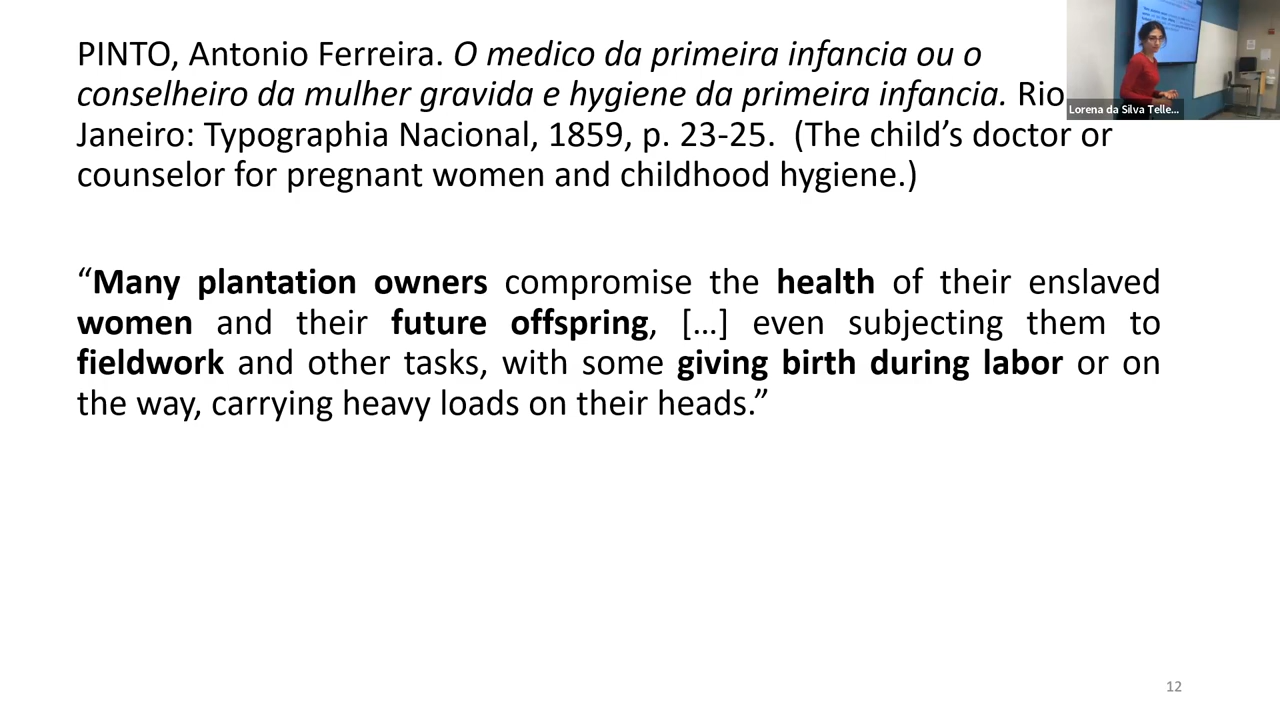 PINTO, Antonio Ferreira. O medico da primeira infancia ou o
conselheiro da mulher gravida e hygiene da primeira infancia. Rio
Janeiro: Typographia Nacional, 1859, p. 23-25. (The child’s doctor or
counselor for pregnant women and childhood hygiene.)
Lorena da Silva Telle...
“Many plantation owners compromise the health of their enslaved
women and their future offspring, [...] even subjecting them to
fieldwork and other tasks, with some giving birth during labor or on
the way, carrying heavy loads on their heads.”
12